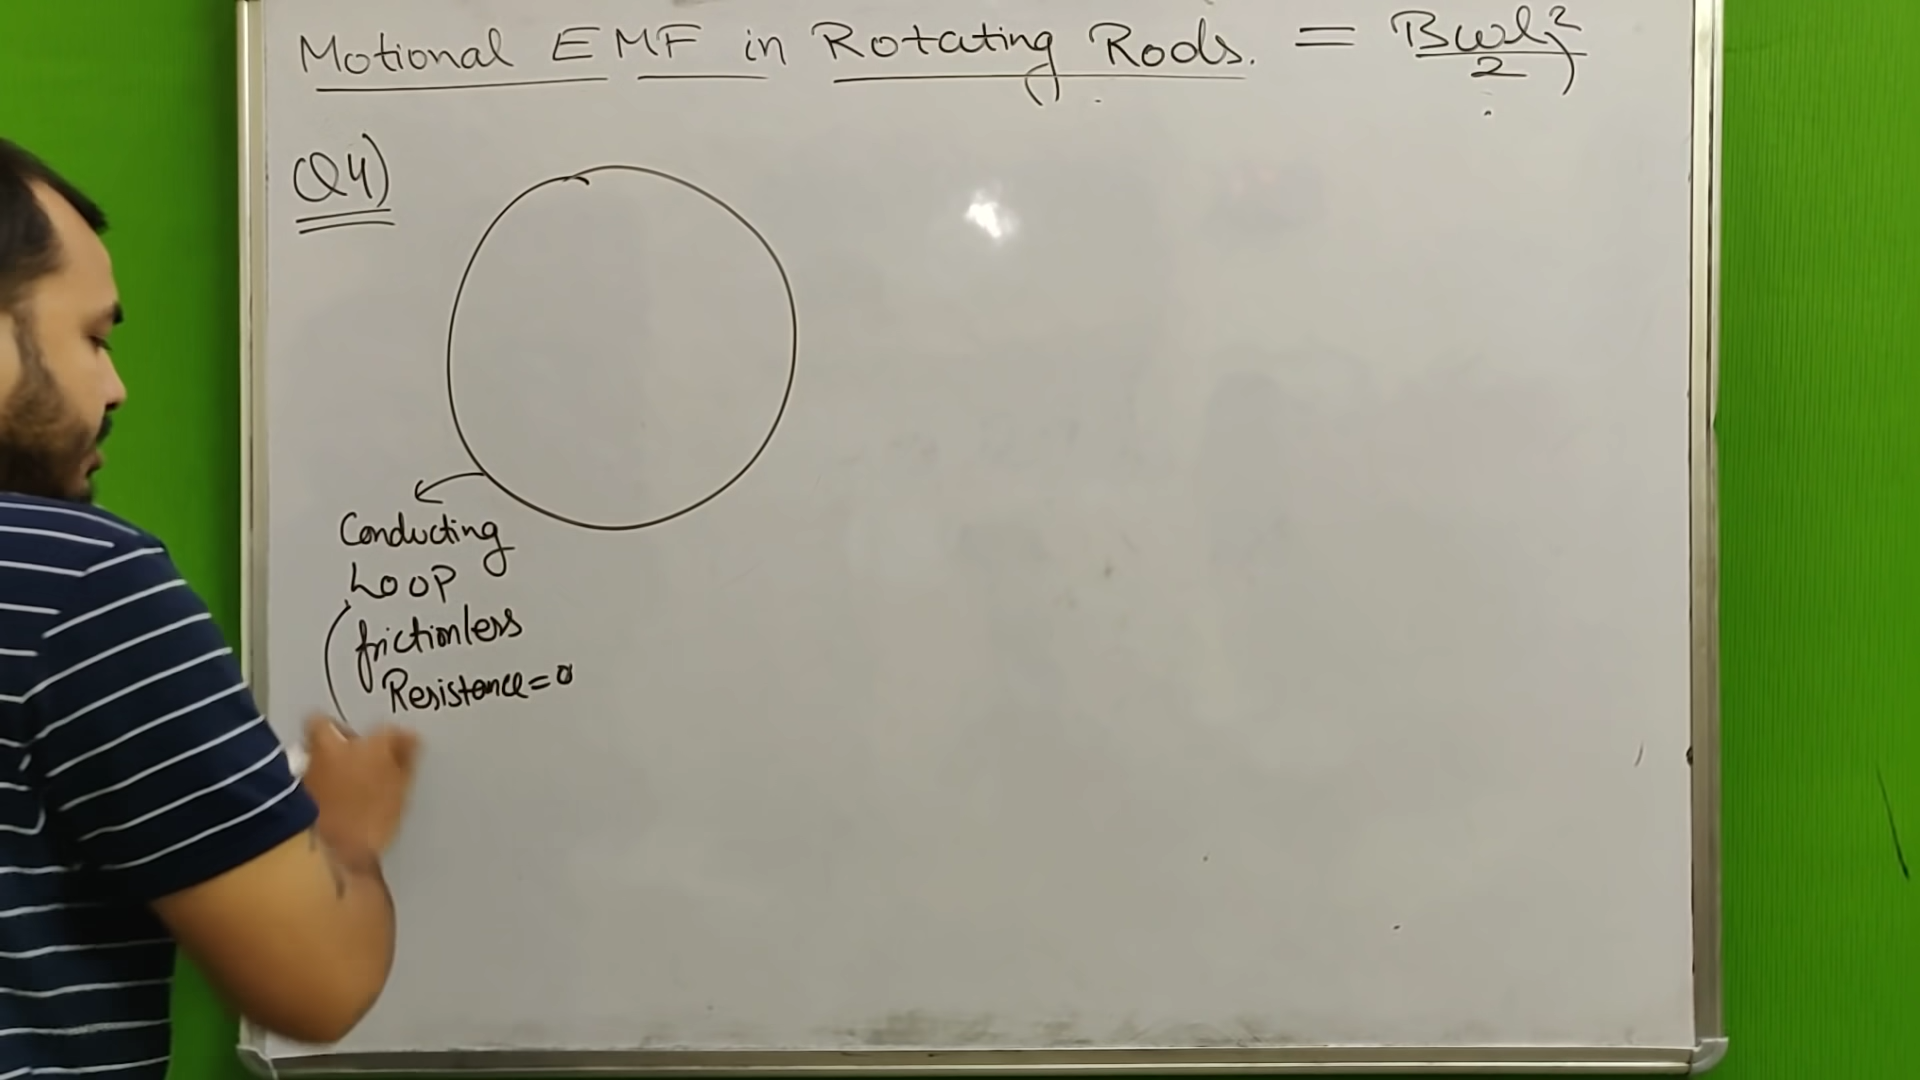 Motional EMF in Rotating Rods. = Bωl²/2
Q4)
Conducting
Loop
frictionless
Resistance = 0